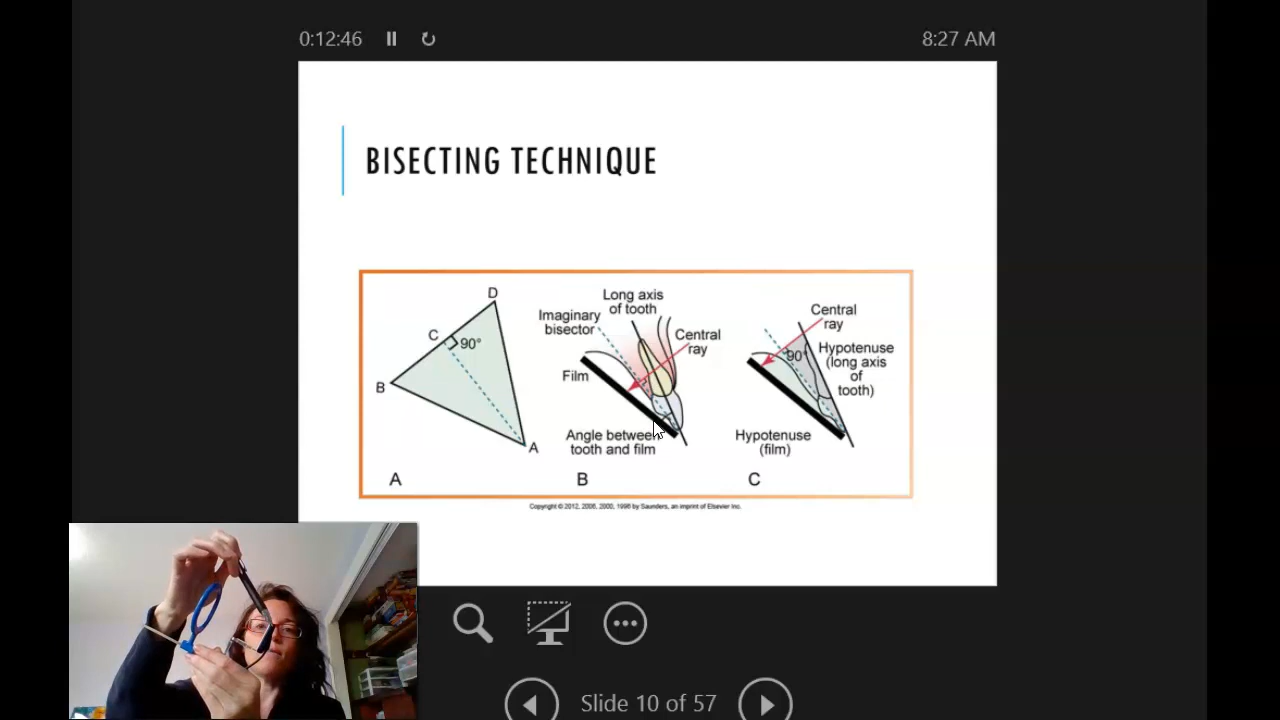 0:12:46
8:27 AM
BISECTING TECHNIQUE
D
C
90°
B
A
A
Long axis
of tooth
Imaginary
bisector
Central
ray
Film
Angle between
tooth and film
B
Central
ray
90°
Hypotenuse
(long axis
of
tooth)
Hypotenuse
(film)
C
Copyright © 2012, 2006, 2000, 1996 by Saunders, an imprint of Elsevier Inc.
Slide 10 of 57